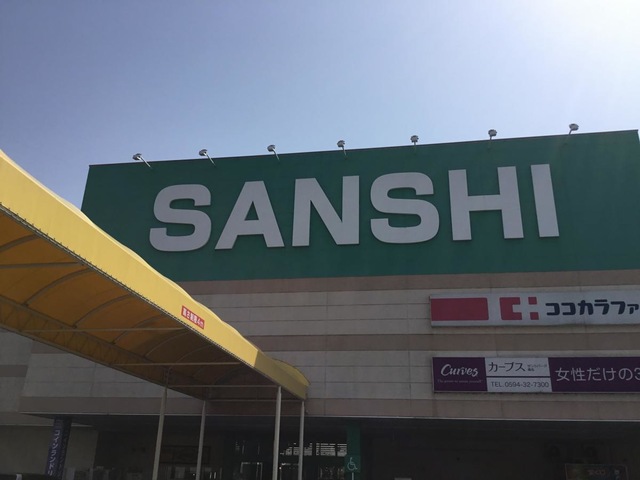 SANSHI
ココカラファ
Curves
カーブス
TEL.0594-32-7300
女性だけの3